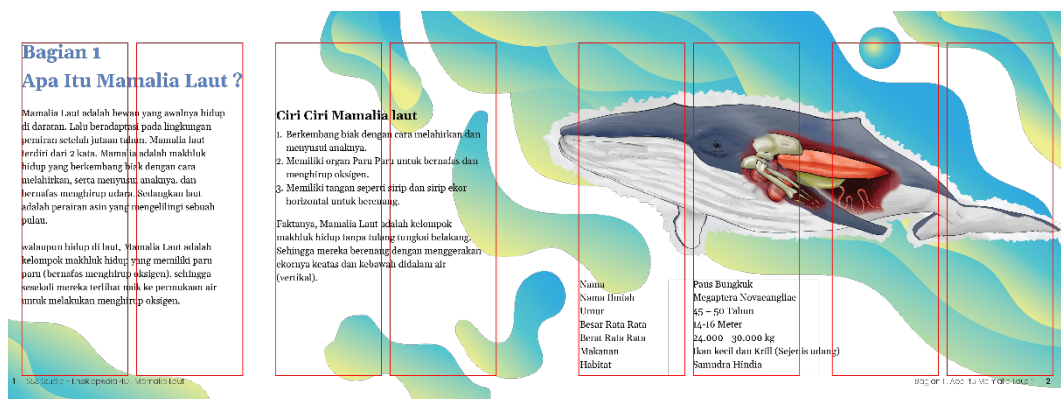 Bagian 1
Apa Itu Mamalia Laut ?
Mamalia Laut adalah hewan yang awalnya hidup
di daratan. Lalu beradaptasi pada lingkungan
perairan setelah jutaan tahun. Mamalia laut
terdiri dari 2 kata. Mamalia adalah makhluk
hidup yang berkembang biak dengan cara
melahirkan, serta menyusui anaknya. dan
bernafas menghirup udara. Sedangkan laut
adalah perairan asin yang mengelilingi sebuah
pulau.
walaupun hidup di laut, Mamalia Laut adalah
kelompok makhluk hidup yang memiliki paru
paru (bernafas menghirup oksigen). sehingga
sesekali mereka terlihat naik ke permukaan air
untuk melakukan menghirup oksigen.
Ciri Ciri Mamalia laut
1. Berkembang biak dengan cara melahirkan dan
menyusui anaknya.
2. Memiliki organ Paru Paru untuk bernafas dan
menghirup oksigen.
3. Memiliki tangan seperti sirip dan sirip ekor
horizontal untuk berenang.
Faktanya, Mamalia Laut adalah kelompok
makhluk hidup tanpa tulang tungkai belakang.
Sehingga mereka berenang dengan menggerakan
ekornya keatas dan kebawah didalam air
(vertikal).
Nama Paus Bungkuk
Nama Ilmiah Megaptera Novaeangliae
Umur 45 – 50 Tahun
Besar Rata Rata 14-16 Meter
Berat Rata Rata 24.000 30.000 kg
Makanan Ikan kecil dan Krill (Sejenis udang)
Habitat Samudra Hindia
1 Studio - Ensiklopedia 4D : Mamalia Laut
Bagian 1: Apa Itu Mamalia Laut 2